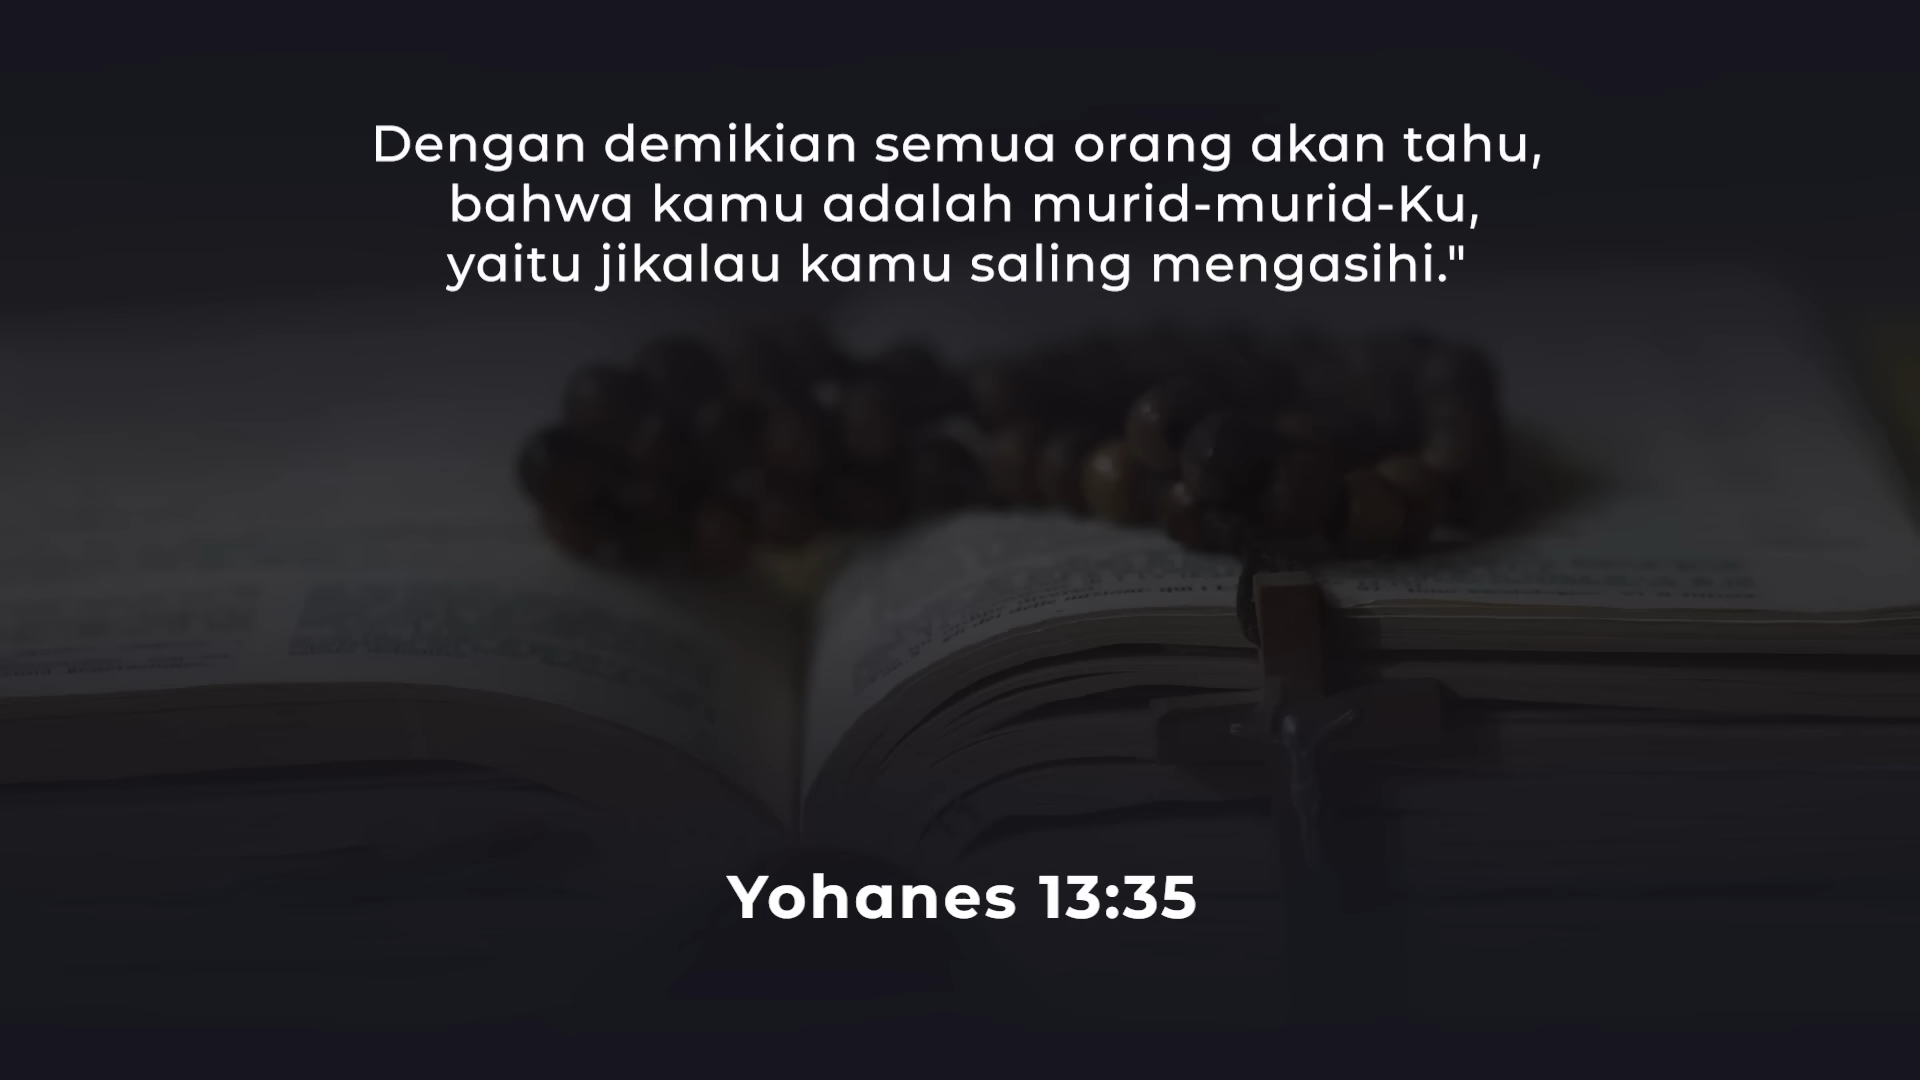 Dengan demikian semua orang akan tahu,
bahwa kamu adalah murid-murid-Ku,
yaitu jikalau kamu saling mengasihi."
Yohanes 13:35